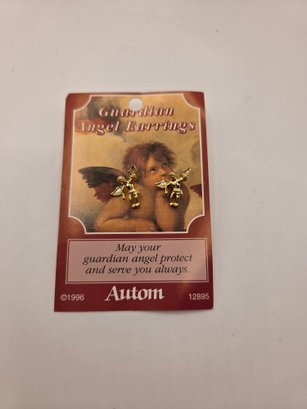 Guardian
Angel Earrings
May your
guardian angel protect
and serve you always.
©1996 Autom 12895